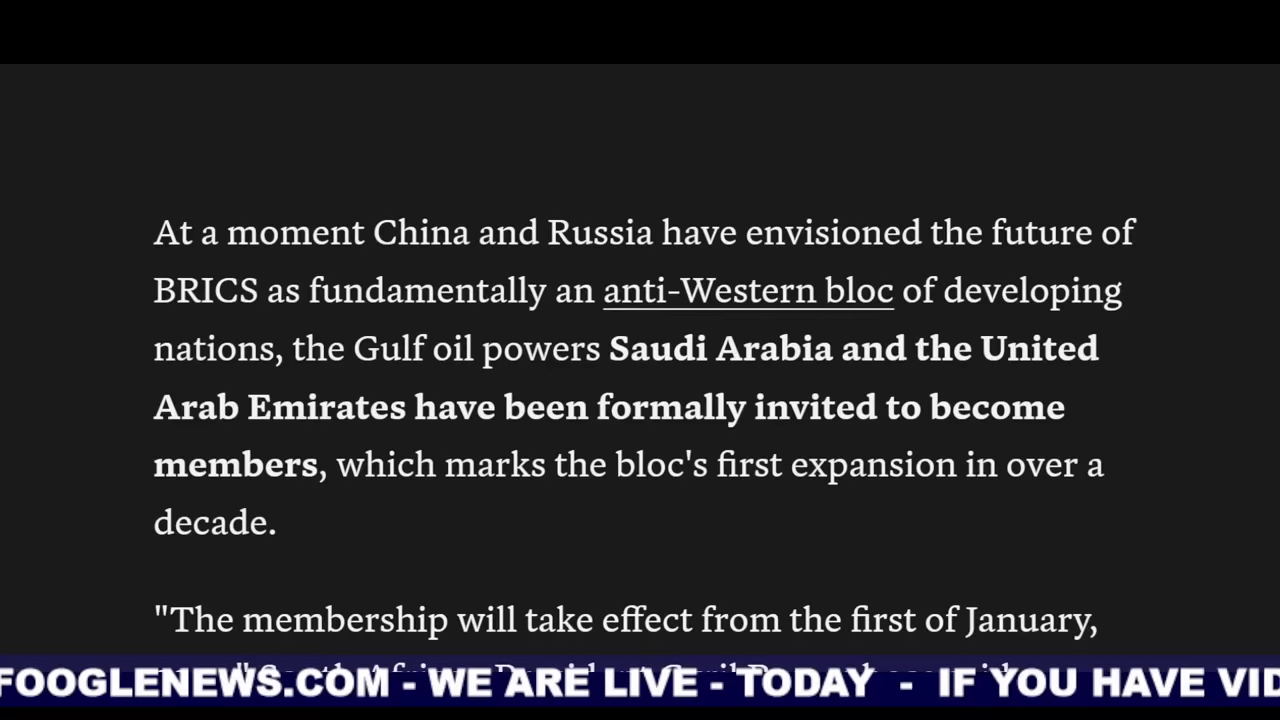 At a moment China and Russia have envisioned the future of
BRICS as fundamentally an anti-Western bloc of developing
nations, the Gulf oil powers Saudi Arabia and the United
Arab Emirates have been formally invited to become
members, which marks the bloc's first expansion in over a
decade.
"The membership will take effect from the first of January,
FOOGLENEWS.COM - WE ARE LIVE - TODAY - IF YOU HAVE VID